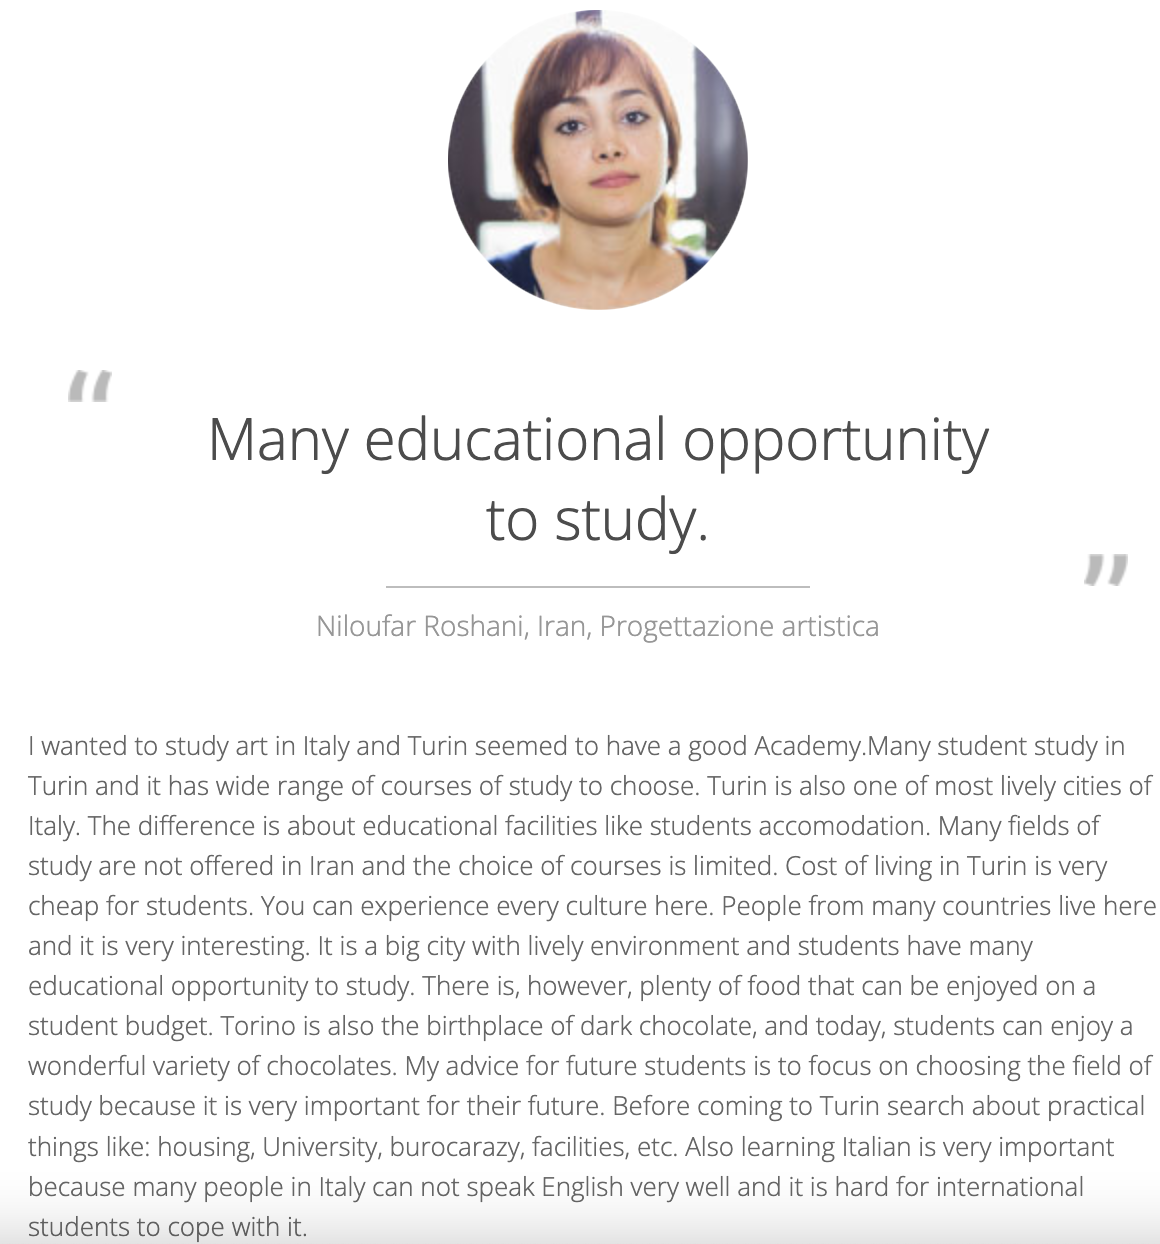 “
Many educational opportunity
to study.
”
Niloufar Roshani, Iran, Progettazione artistica
I wanted to study art in Italy and Turin seemed to have a good Academy.Many student study in
Turin and it has wide range of courses of study to choose. Turin is also one of most lively cities of
Italy. The difference is about educational facilities like students accomodation. Many fields of
study are not offered in Iran and the choice of courses is limited. Cost of living in Turin is very
cheap for students. You can experience every culture here. People from many countries live here
and it is very interesting. It is a big city with lively environment and students have many
educational opportunity to study. There is, however, plenty of food that can be enjoyed on a
student budget. Torino is also the birthplace of dark chocolate, and today, students can enjoy a
wonderful variety of chocolates. My advice for future students is to focus on choosing the field of
study because it is very important for their future. Before coming to Turin search about practical
things like: housing, University, burocarazy, facilities, etc. Also learning Italian is very important
because many people in Italy can not speak English very well and it is hard for international
students to cope with it.